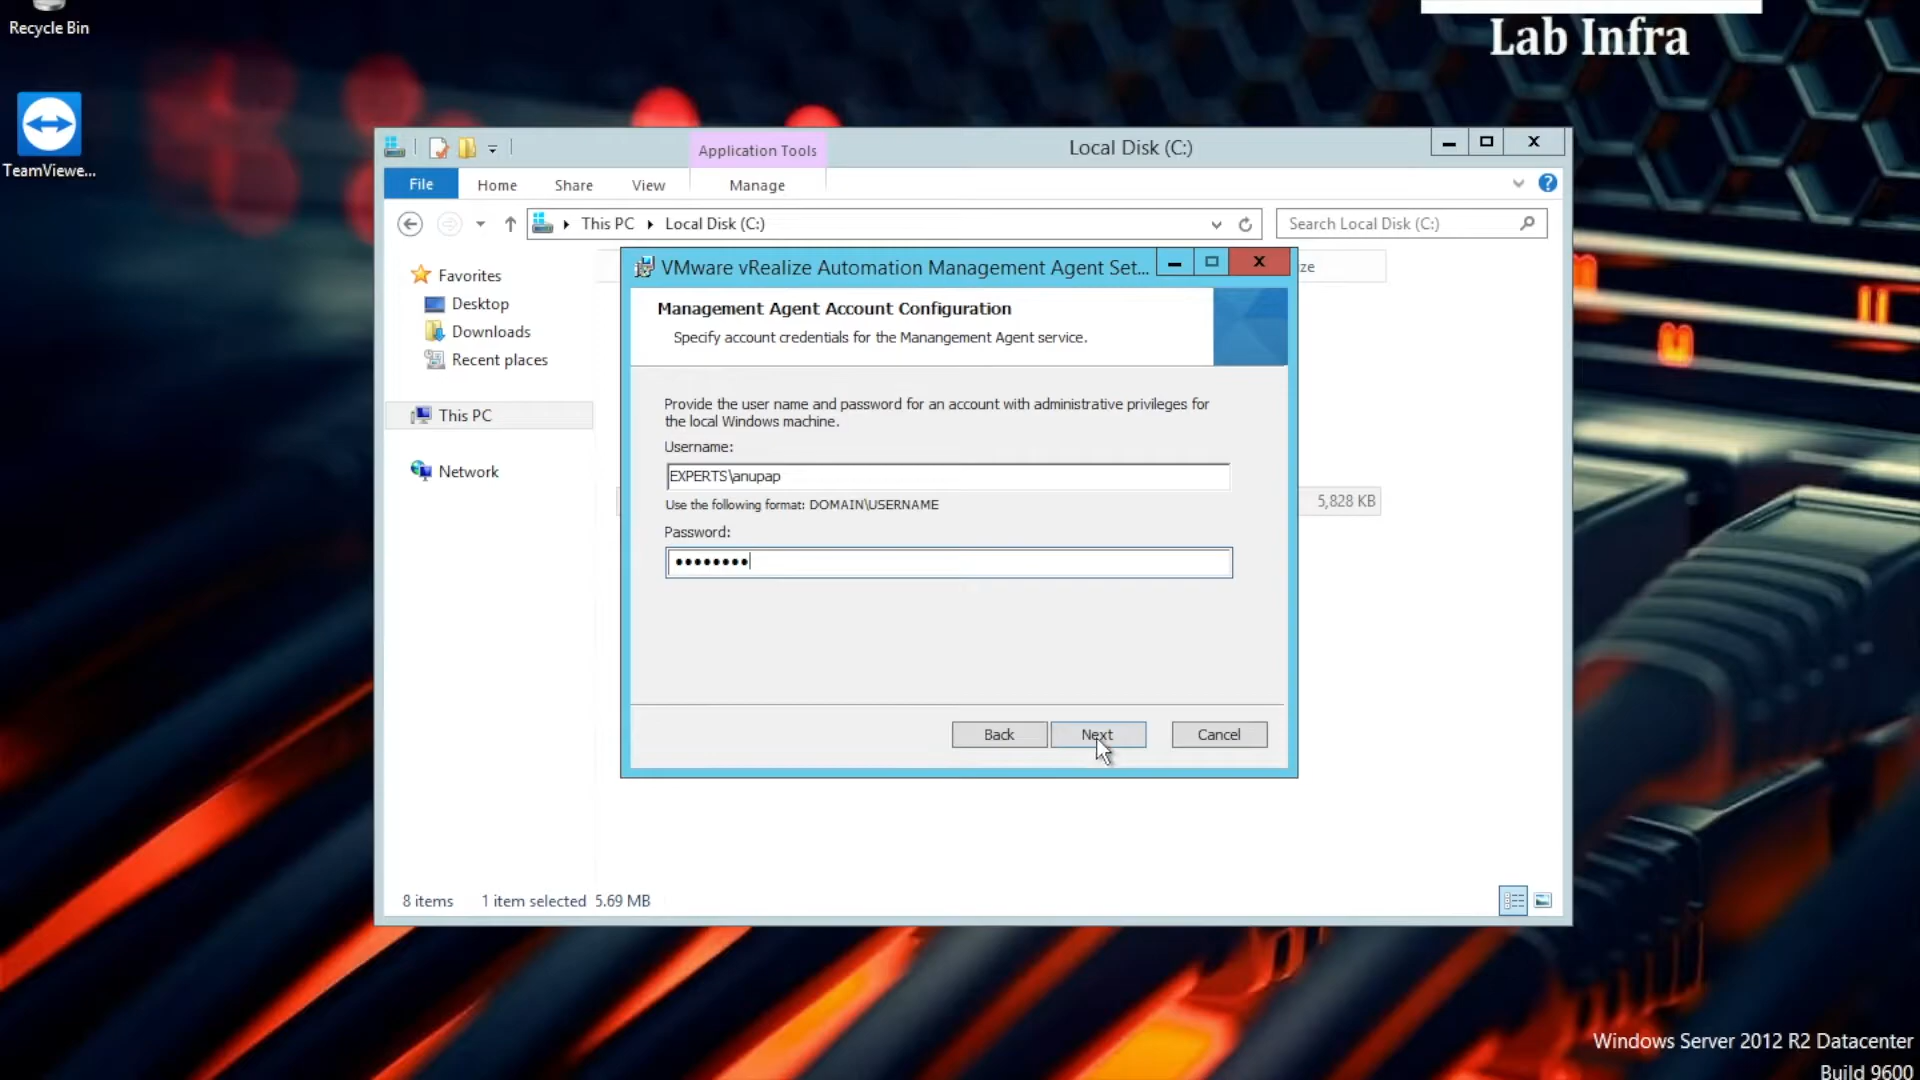 Recycle Bin
Lab Infra
TeamViewe...
Application Tools
Local Disk (C:)
File
Home
Share
View
Manage
This PC
Local Disk (C:)
Search Local Disk (C:)
Favorites
Desktop
Downloads
Recent places
This PC
Network
ze
5,828 KB
VMware vRealize Automation Management Agent Set...
Management Agent Account Configuration
Specify account credentials for the Manangement Agent service.
Provide the user name and password for an account with administrative privileges for
the local Windows machine.
Username:
EXPERTS\anupap
Use the following format: DOMAIN\USERNAME
Password:
••••••••
Back
Next
Cancel
8 items
1 item selected 5.69 MB
Windows Server 2012 R2 Datacenter
Build 9600